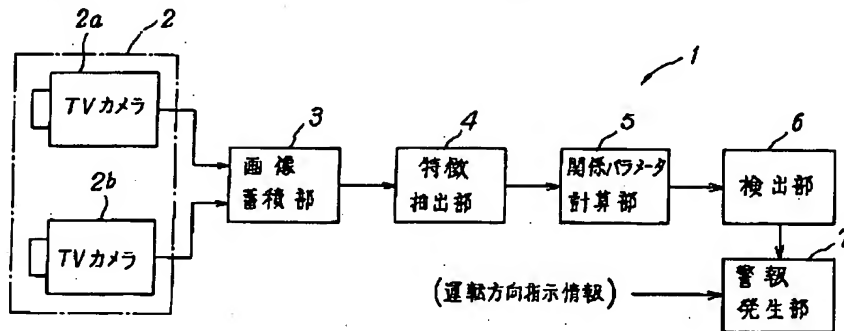 2a
2
TVカメラ
2b
TVカメラ
3
画像
蓄積部
4
特徴
抽出部
5
関係パラメータ
計算部
1
6
検出部
7
警報
発生部
(運転方向指示情報)